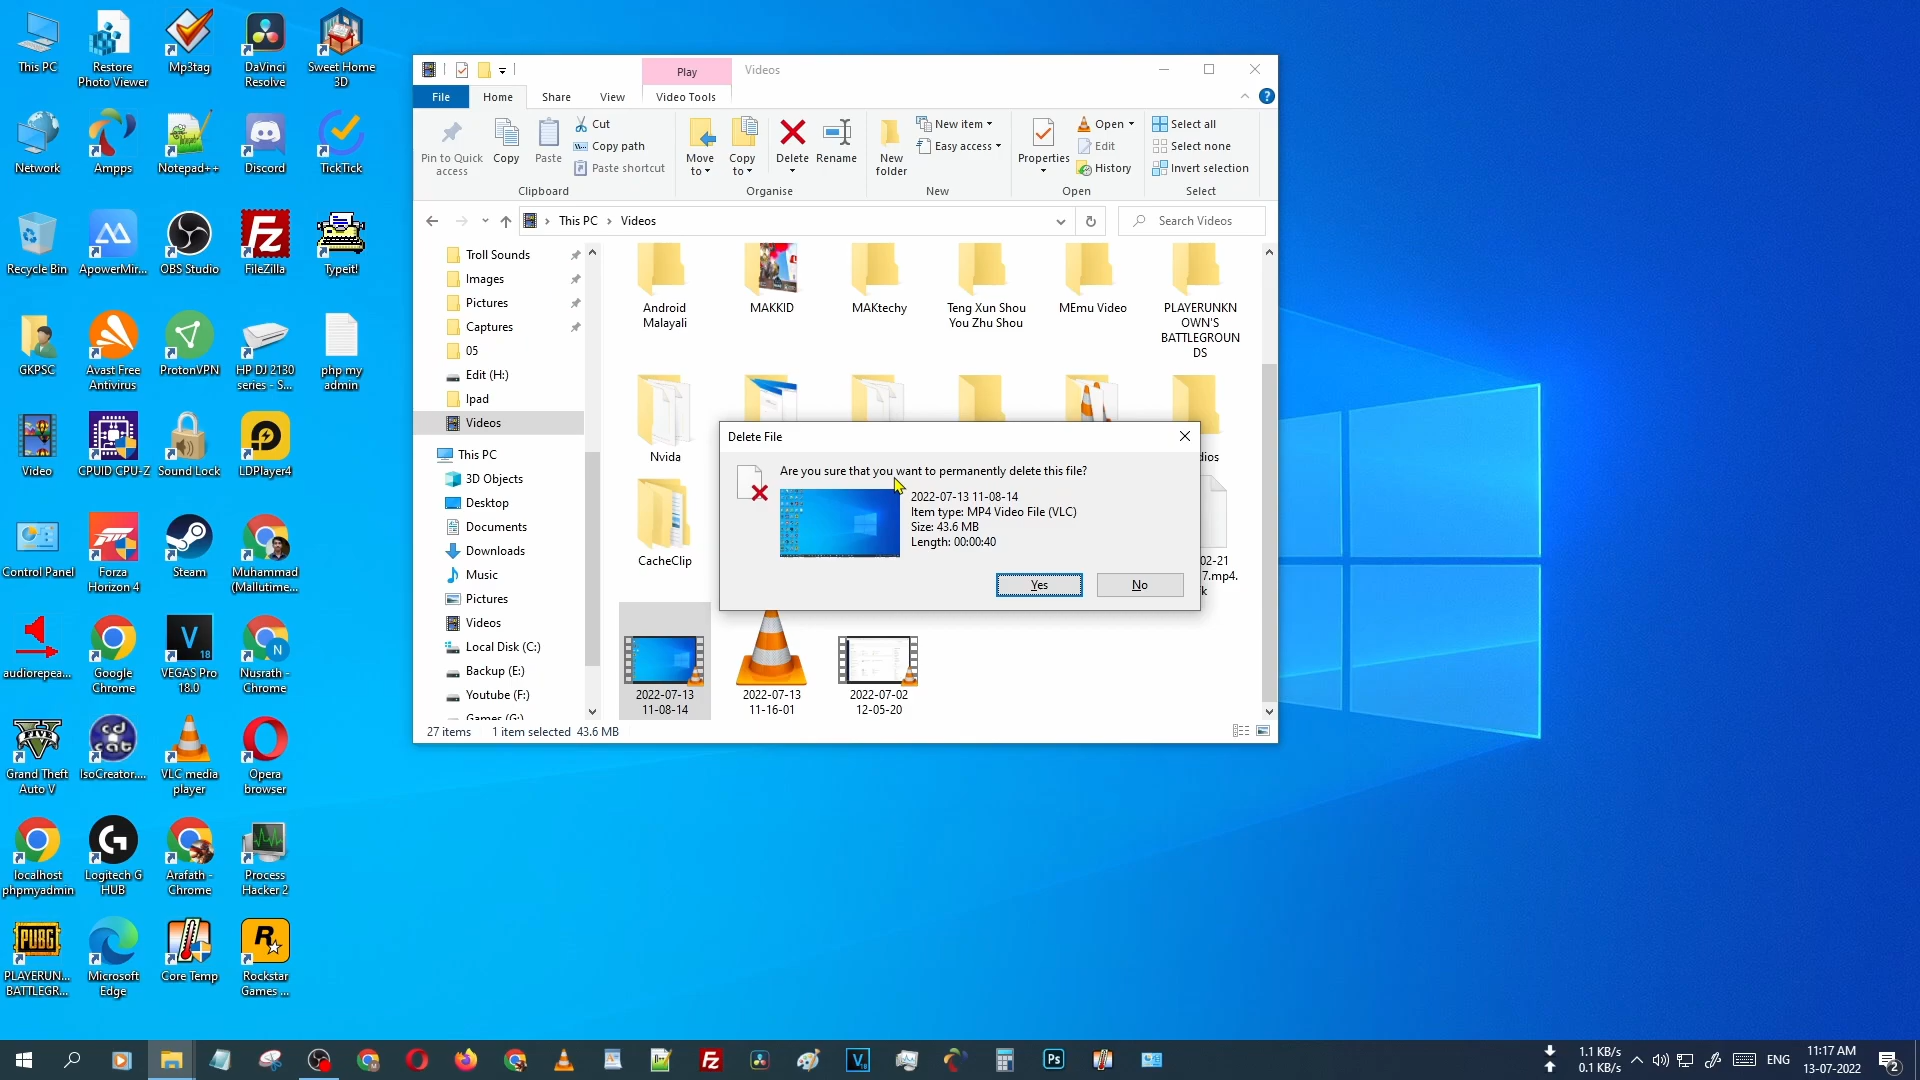 This PC
Restore
Photo Viewer
Mp3tag
DaVinci
Resolve
Sweet Home
3D
Network
Ampps
Notepad++
Discord
TickTick
Recycle Bin
ApowerMir...
OBS Studio
FileZilla
Typeit!
GKPSC
Avast Free
Antivirus
ProtonVPN
HP DJ 2130
series - S...
php my
admin
Video
CPUID CPU-Z
Sound Lock
LDPlayer4
Control Panel
Forza
Horizon 4
Steam
Muhammad
(Mallutime...
audiorepea...
Google
Chrome
VEGAS Pro
18.0
Nusrath -
Chrome
Grand Theft
Auto V
IsoCreator....
VLC media
player
Opera
browser
localhost
phpmyadmin
Logitech G
HUB
Arafath -
Chrome
Process
Hacker 2
PLAYERUN...
BATTLEGR...
Microsoft
Edge
Core Temp
Rockstar
Games ...
Play
Videos
File
Home
Share
View
Video Tools
Pin to Quick
access
Copy
Paste
Cut
Copy path
Paste shortcut
Clipboard
Move
to
Copy
to
Delete
Rename
Organise
New
folder
New item
Easy access
New
Properties
Open
Edit
History
Open
Select all
Select none
Invert selection
Select
This PC
Videos
Search Videos
Troll Sounds
Images
Pictures
Captures
05
Edit (H:)
Ipad
Videos
This PC
3D Objects
Desktop
Documents
Downloads
Music
Pictures
Videos
Local Disk (C:)
Backup (E:)
Youtube (F:)
Games (G:)
Android
Malayali
MAKKID
MAKtechy
Teng Xun Shou
You Zhu Shou
MEmu Video
PLAYERUNKN
OWN'S
BATTLEGROUN
DS
Nvidia
dios
CacheClip
02-21
7.mp4.
k
2022-07-13
11-08-14
2022-07-13
11-16-01
2022-07-02
12-05-20
Delete File
Are you sure that you want to permanently delete this file?
2022-07-13 11-08-14
Item type: MP4 Video File (VLC)
Size: 43.6 MB
Length: 00:00:40
Yes
No
27 items
1 item selected 43.6 MB
1.1 KB/s
0.1 KB/s
ENG
11:17 AM
13-07-2022
2